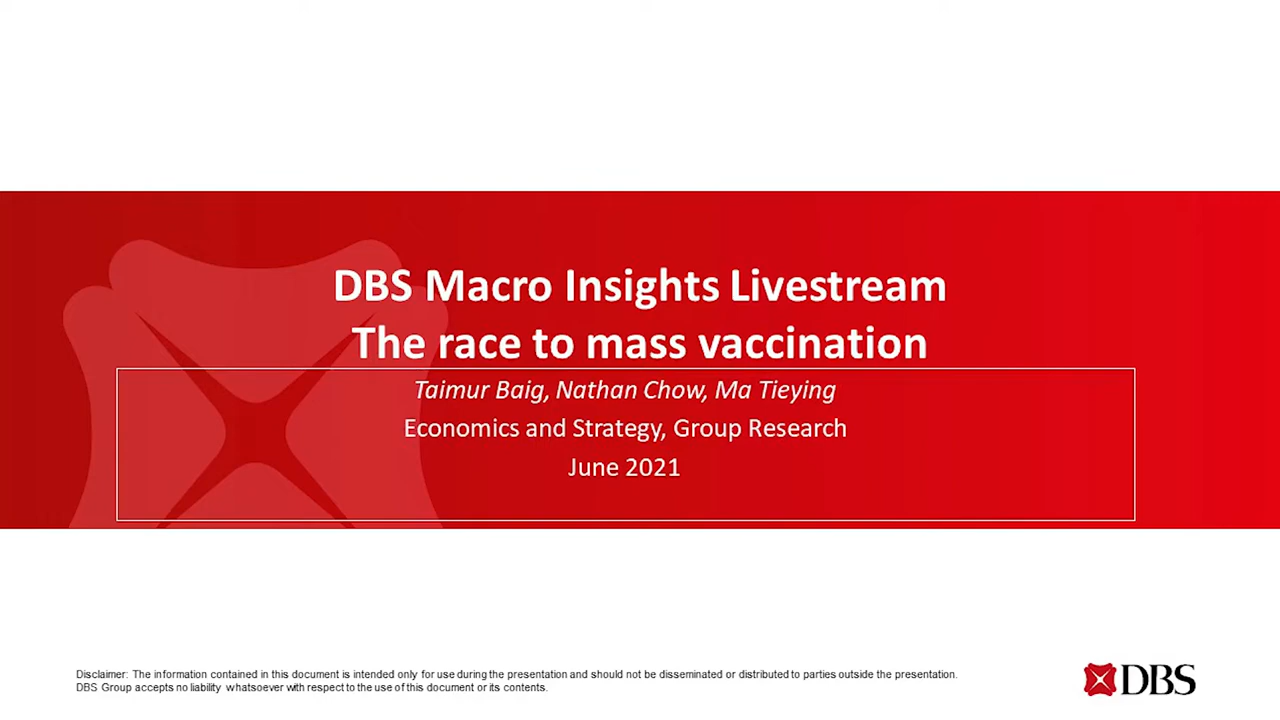 DBS Macro Insights Livestream
The race to mass vaccination
Taimur Baig, Nathan Chow, Ma Tieying
Economics and Strategy, Group Research
June 2021
Disclaimer: The information contained in this document is intended only for use during the presentation and should not be disseminated or distributed to parties outside the presentation.
DBS Group accepts no liability whatsoever with respect to the use of this document or its contents.
DBS